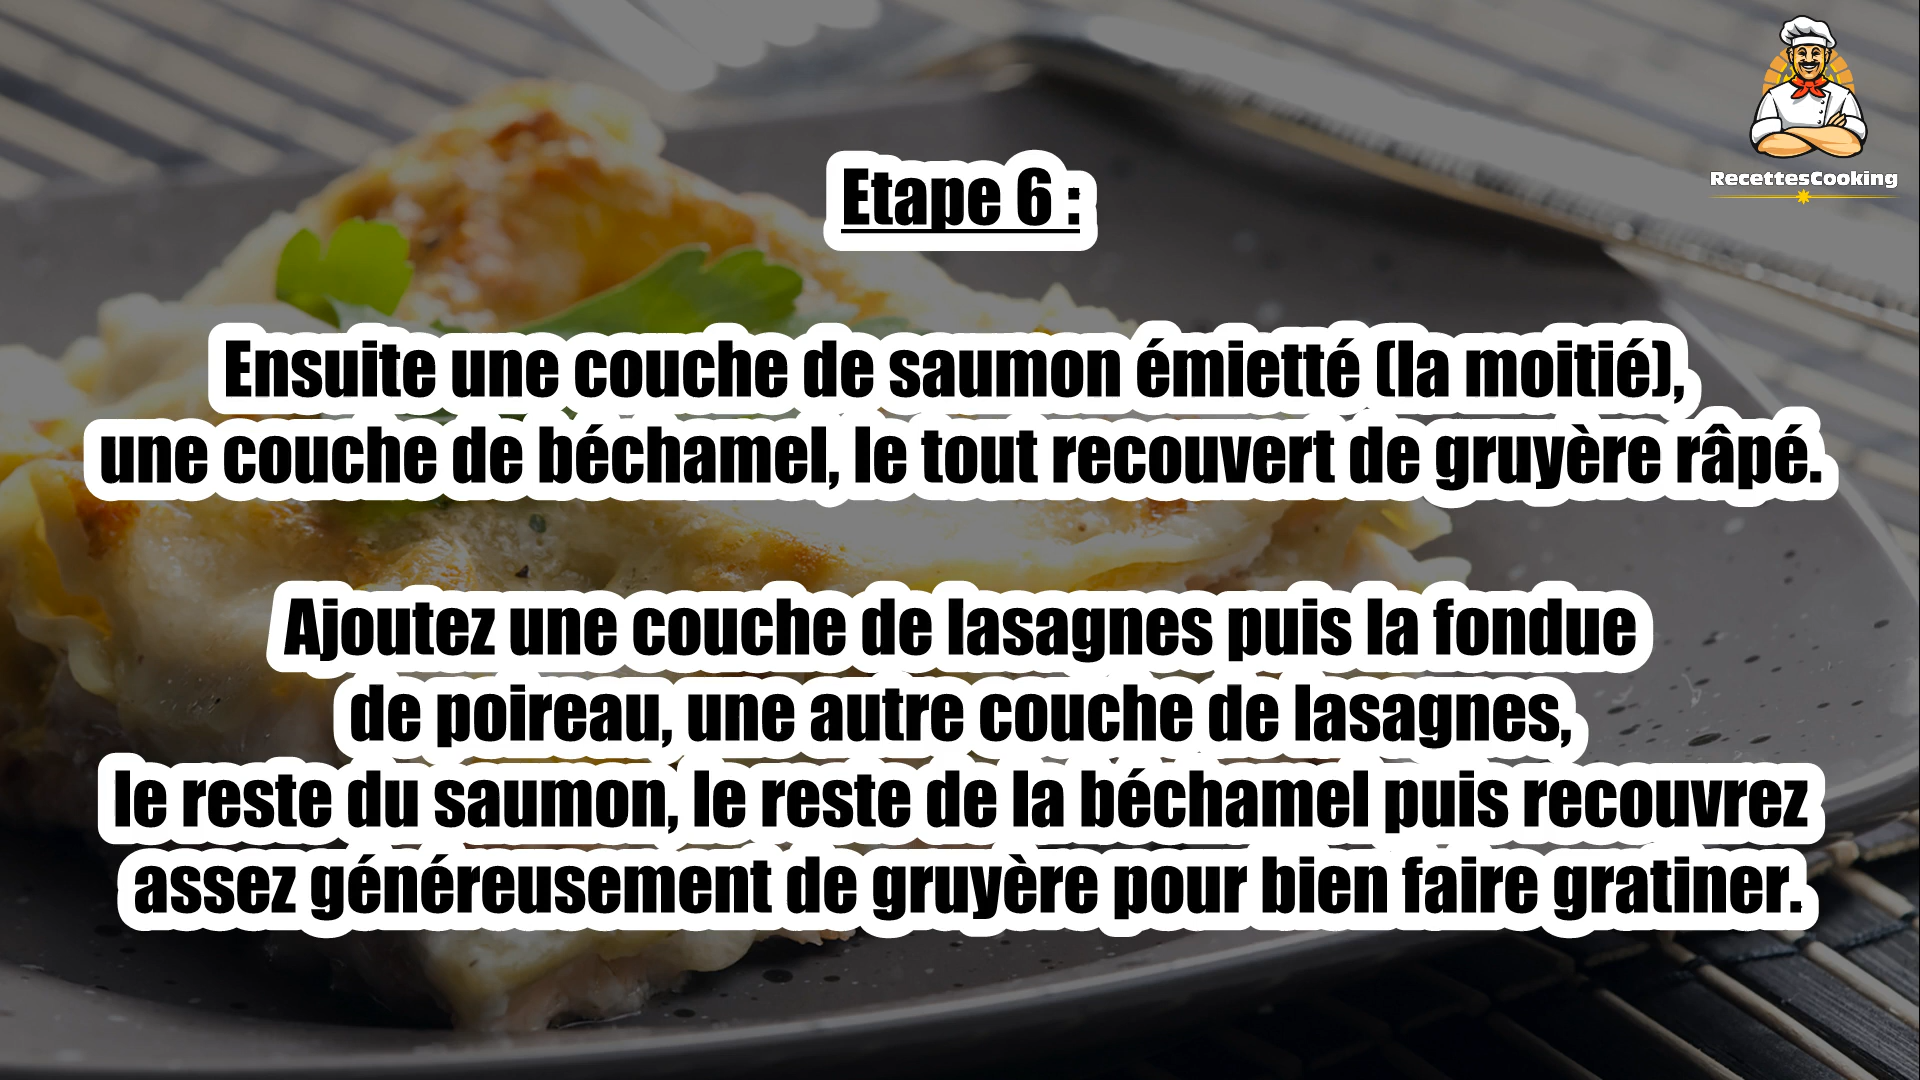 RecettesCooking
Etape 6 :
Ensuite une couche de saumon émietté (la moitié),
une couche de béchamel, le tout recouvert de gruyère râpé.
Ajoutez une couche de lasagnes puis la fondue
de poireau, une autre couche de lasagnes,
le reste du saumon, le reste de la béchamel puis recouvrez
assez généreusement de gruyère pour bien faire gratiner.